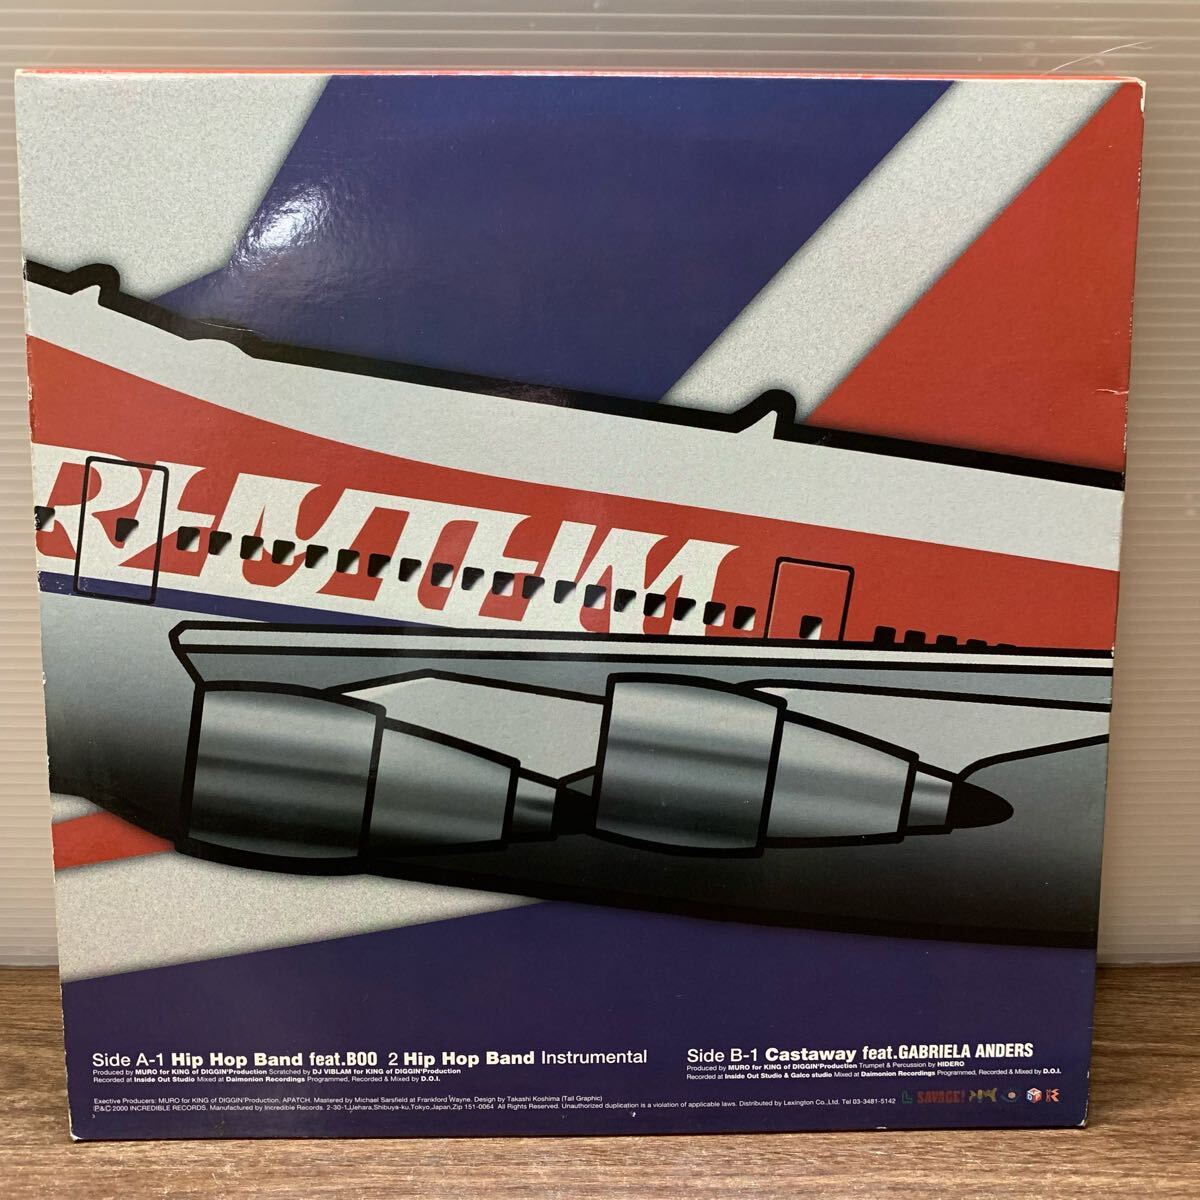 RHYTHM
Side A-1 Hip Hop Band feat.BOO 2 Hip Hop Band Instrumental
Produced by MURO for KING of DIGGIN'Production Scratched by DJ VIBLAM for KING of DIGGIN'Production
Recorded at Inside Out Studio Mixed at Daimonion Recordings Programmed, Recorded & Mixed by D.O.I.
Side B-1 Castaway feat.GABRIELA ANDERS
Produced by MURO for KING of DIGGIN'Production Trumpet & Percussion by HIDERO
Recorded at Inside Out Studio & Galco studio Mixed at Daimonion Recordings Programmed, Recorded & Mixed by D.O.I.
Exective Producers: MURO for KING of DIGGIN'Production, APATCH. Mastered by Michael Sarsfield at Frankford Wayne. Design by Takashi Koshima (Tall Graphic)
P&C 2000 INCREDIBLE RECORDS. Manufactured by Incredible Records. 2-30-1,Uehara,Shibuya-ku,Tokyo,Japan,Zip 151-0064 All Rights Reserved. Unauthorized duplication is a violation of applicable laws. Distributed by Lexington Co.,Ltd. Tel 03-3481-5142
SAVAGE!